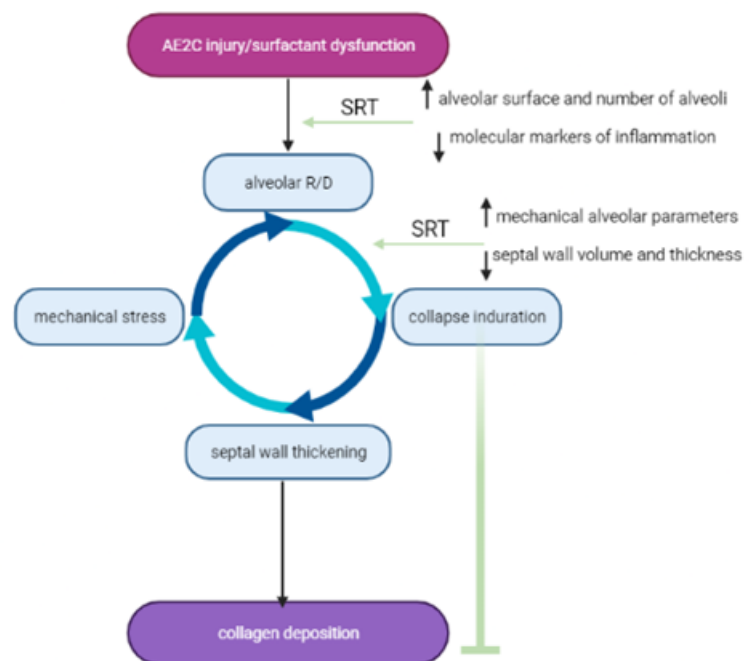 AE2C injury/surfactant dysfunction
SRT
alveolar surface and number of alveoli
molecular markers of inflammation
alveolar R/D
SRT
mechanical alveolar parameters
septal wall volume and thickness
mechanical stress
collapse induration
septal wall thickening
collagen deposition